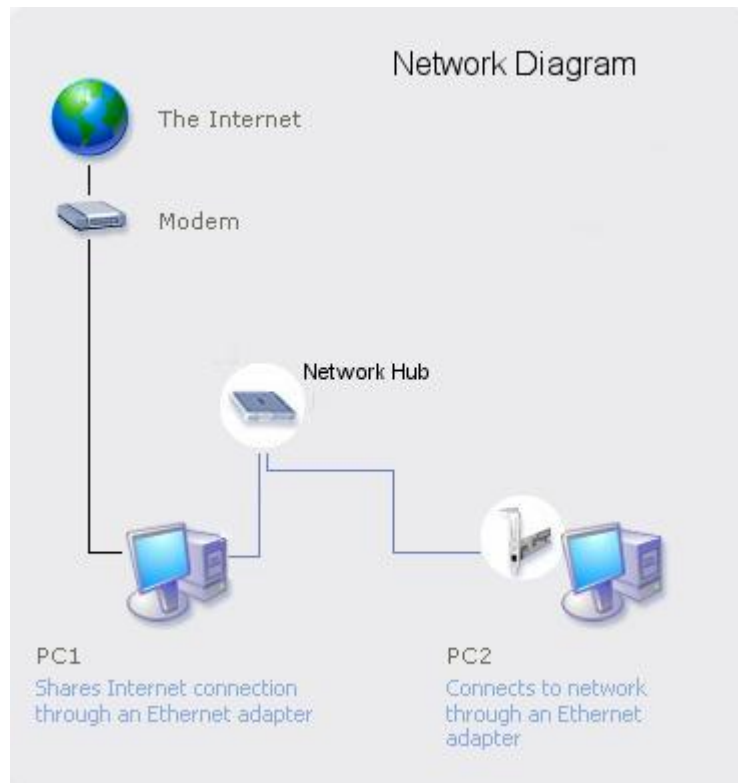 Network Diagram
The Internet
Modem
Network Hub
PC1
Shares Internet connection
through an Ethernet adapter
PC2
Connects to network
through an Ethernet
adapter